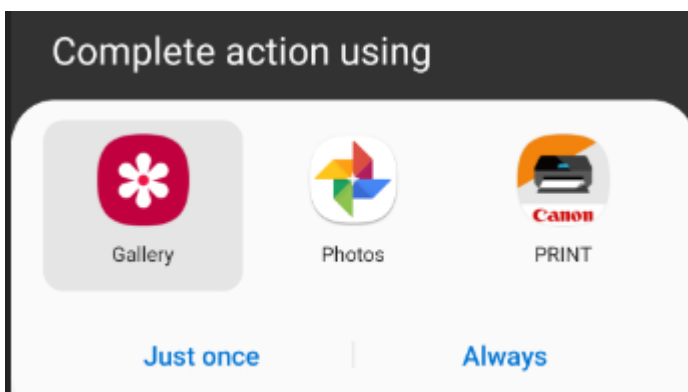 Complete action using
Canon
Gallery Photos PRINT
Just once Always